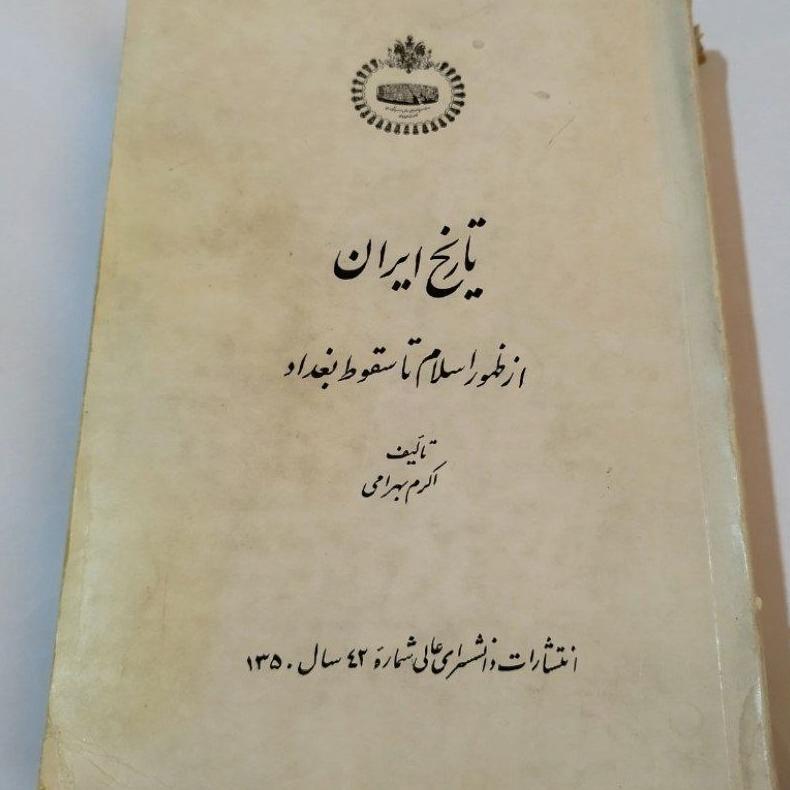 تاریخ ایران
از ظهور اسلام تا سقوط بغداد
تألیف
اکرم بهرامی
انتشارات دانشسرای عالی شمارهٔ ۴۲ سال ۱۳۵۰